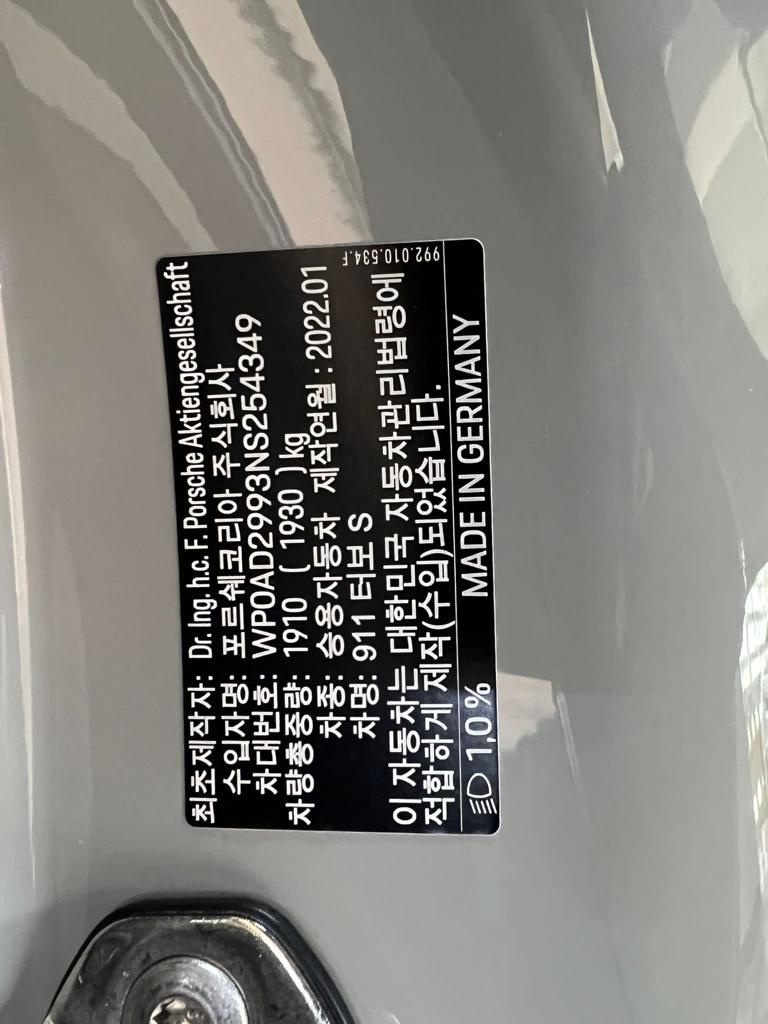 최초제작자: Dr. Ing. h.c. F. Porsche Aktiengesellschaft
수입자명: 포르쉐코리아 주식회사
차대번호: WP0AD2993NS254349
차량총중량: 1910 ( 1930 ) kg
차종: 승용자동차 제작연월 : 2022.01
차명: 911 터보 S
이 자동차는 대한민국 자동차관리법령에
적합하게 제작(수입)되었습니다.
992.010.534.F
1,0% MADE IN GERMANY